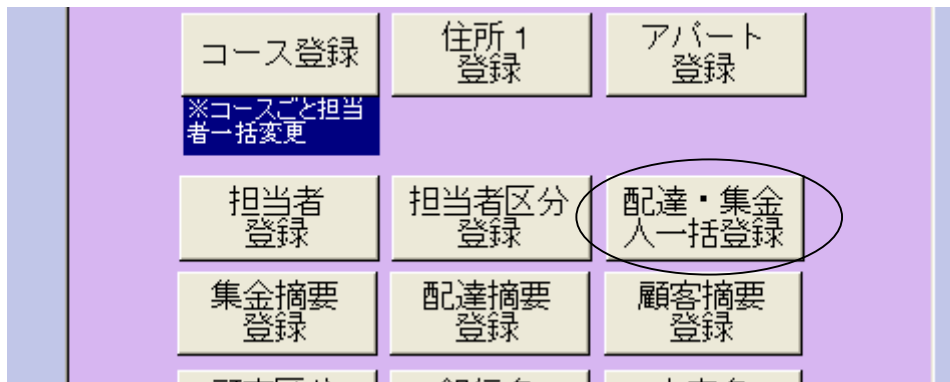 コース登録
住所1
登録
アパート
登録
※コースごと担当
者一括変更
担当者
登録
担当者区分
登録
配達・集金
人一括登録
集金摘要
登録
配達摘要
登録
顧客摘要
登録